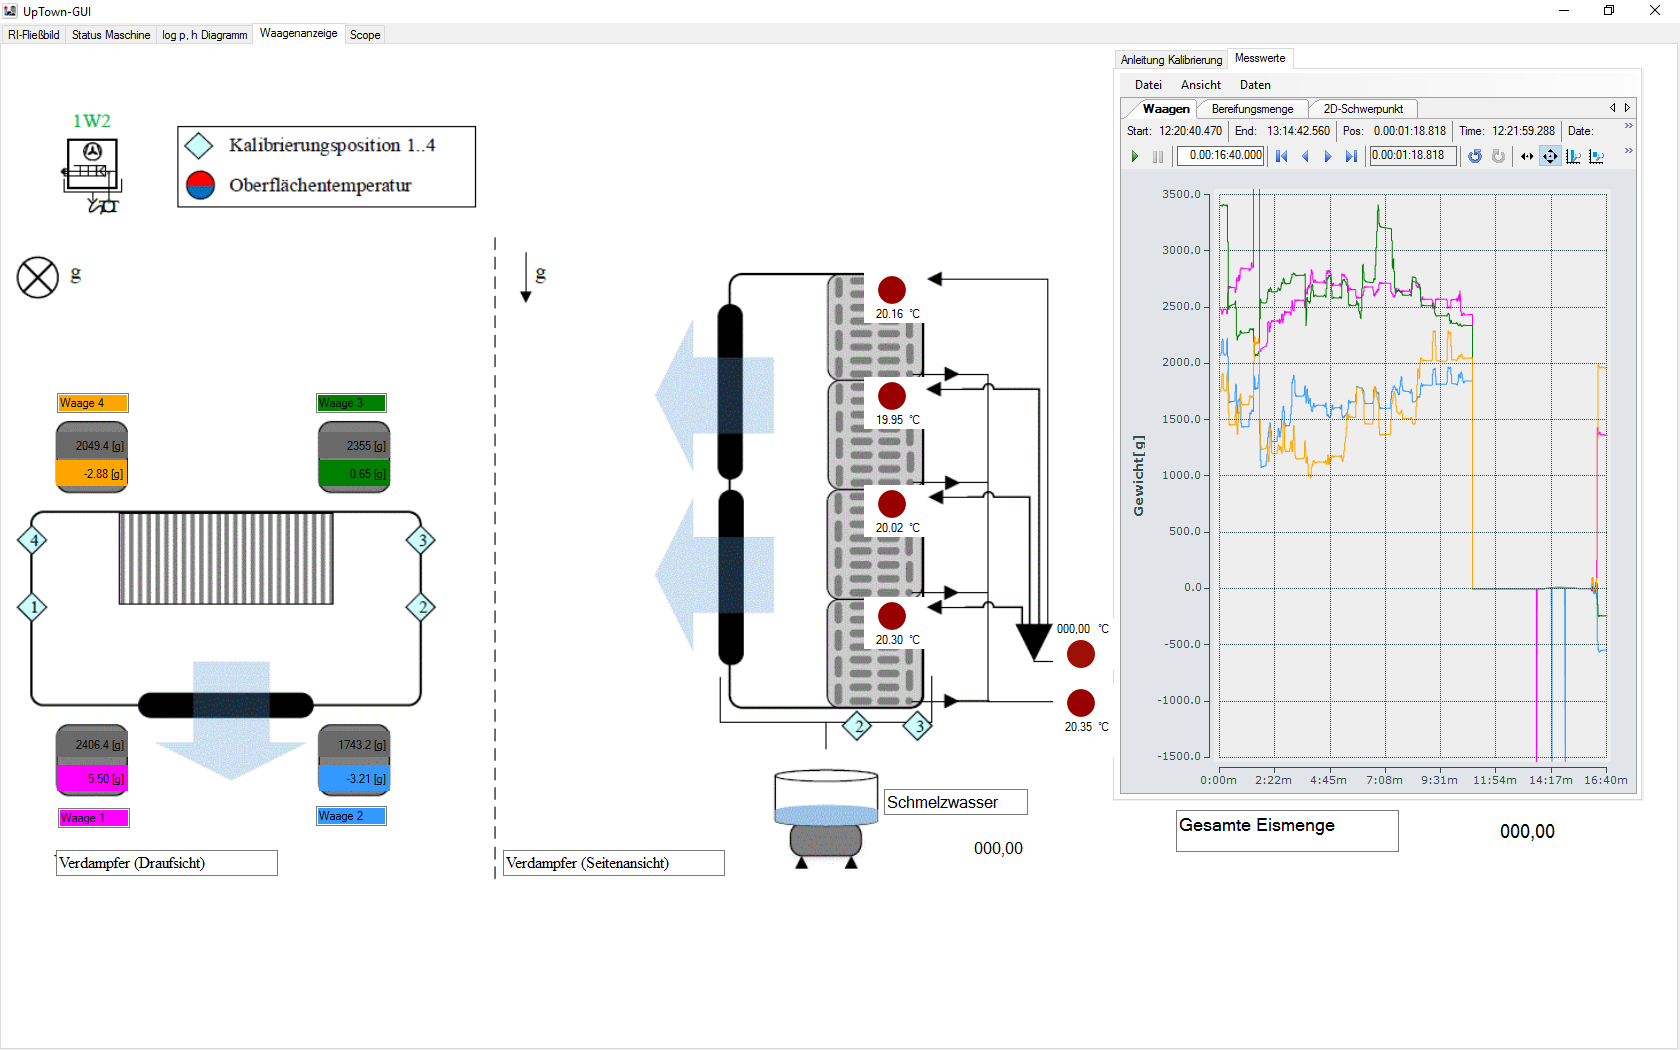 UpTown-GUI
RI-Fließbild Status Maschine log p, h Diagramm Waagenanzeige Scope
Anleitung Kalibrierung Messwerte
Datei Ansicht Daten
Waagen Bereifungsmenge 2D-Schwerpunkt
Start: 12:20:40.470 End: 13:14:42.560 Pos: 0.00:01:18.818 Time: 12:21:59.288 Date:
0.00:16:40.000 0.00:01:18.818
1W2
Kalibrierungsposition 1..4
Oberflächentemperatur
g
g
Waage 4
2049.4 [g]
-2.88 [g]
Waage 3
2355 [g]
0.65 [g]
4
3
1
2
2406.4 [g]
5.50 [g]
Waage 1
1743.2 [g]
-3.21 [g]
Waage 2
Verdampfer (Draufsicht)
20.16 °C
19.95 °C
20.02 °C
20.30 °C
000,00 °C
20.35 °C
2
3
Schmelzwasser
000,00
Verdampfer (Seitenansicht)
Gewicht[g]
3500.0
3000.0
2500.0
2000.0
1500.0
1000.0
500.0
0.0
-500.0
-1000.0
-1500.0
0:00m 2:22m 4:45m 7:08m 9:31m 11:54m 14:17m 16:40m
Gesamte Eismenge
000,00